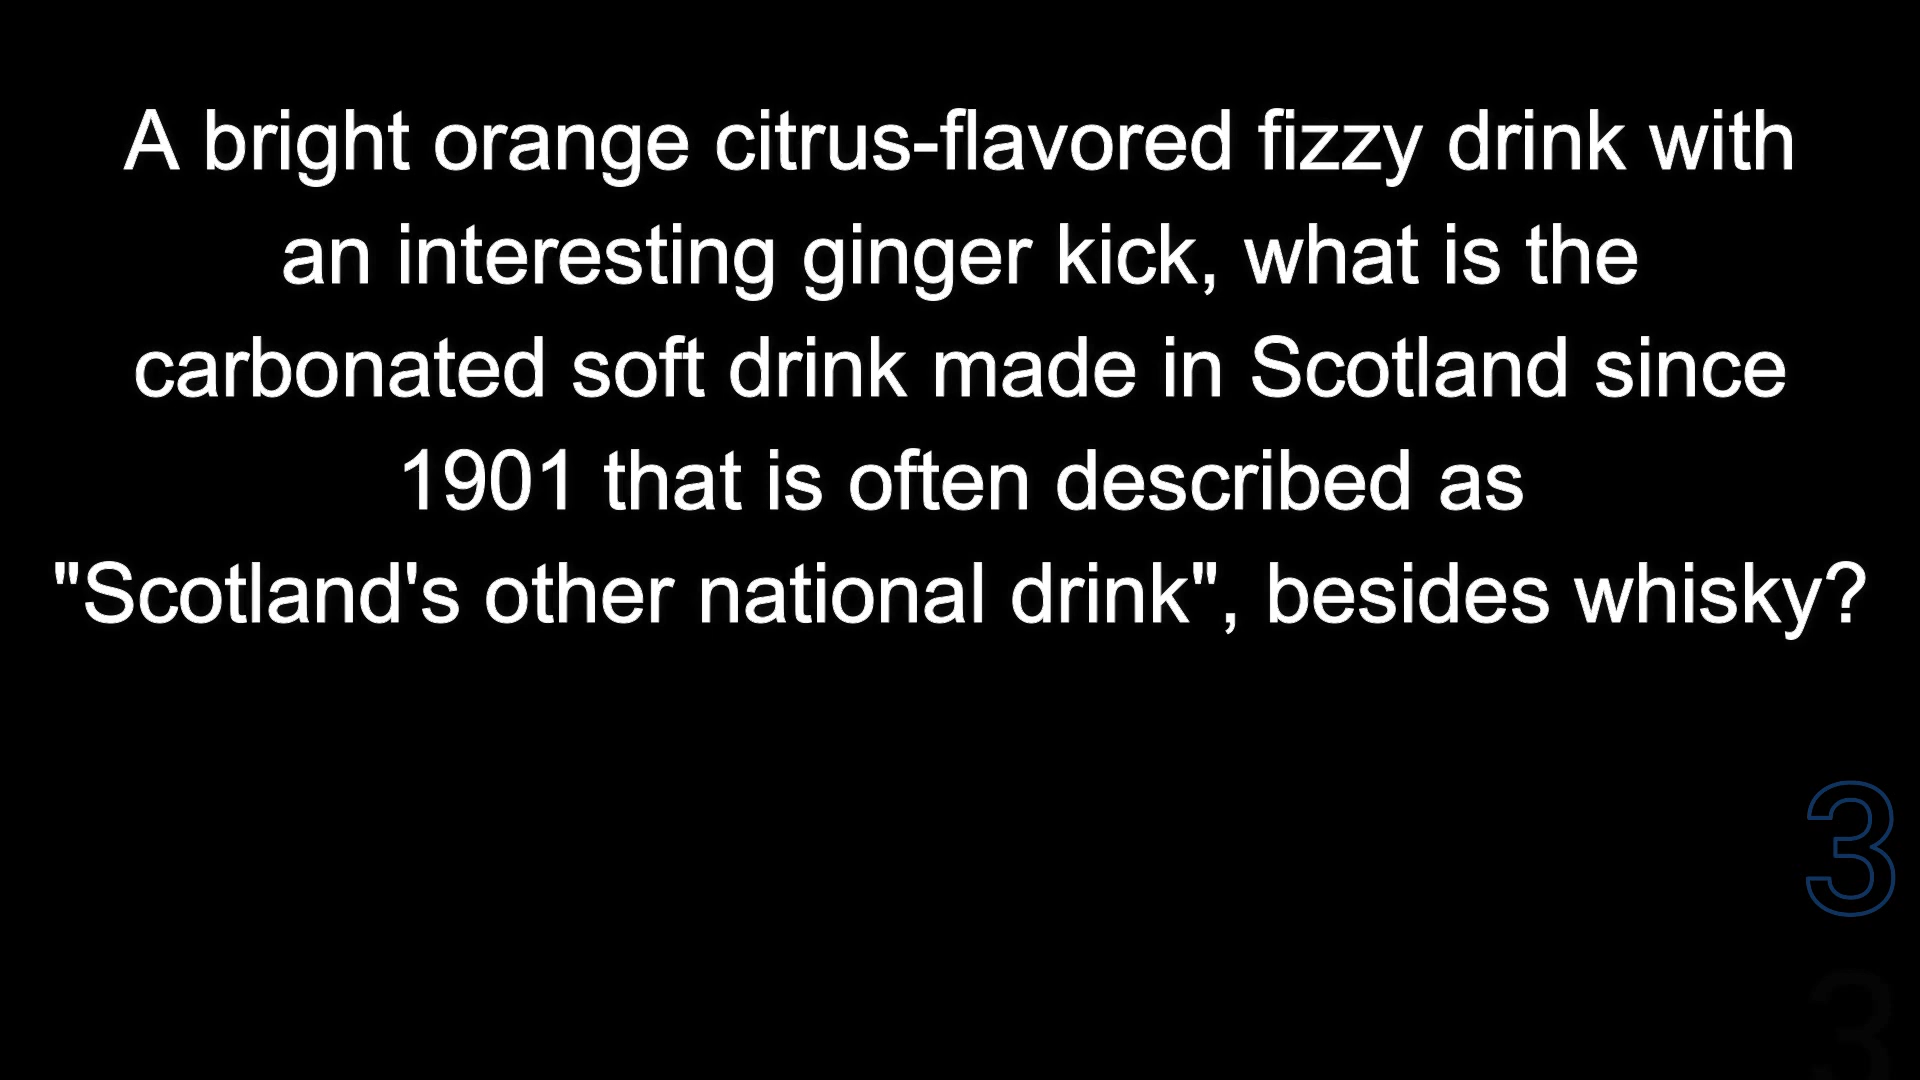 A bright orange citrus-flavored fizzy drink with
an interesting ginger kick, what is the
carbonated soft drink made in Scotland since
1901 that is often described as
"Scotland's other national drink", besides whisky?
3
3